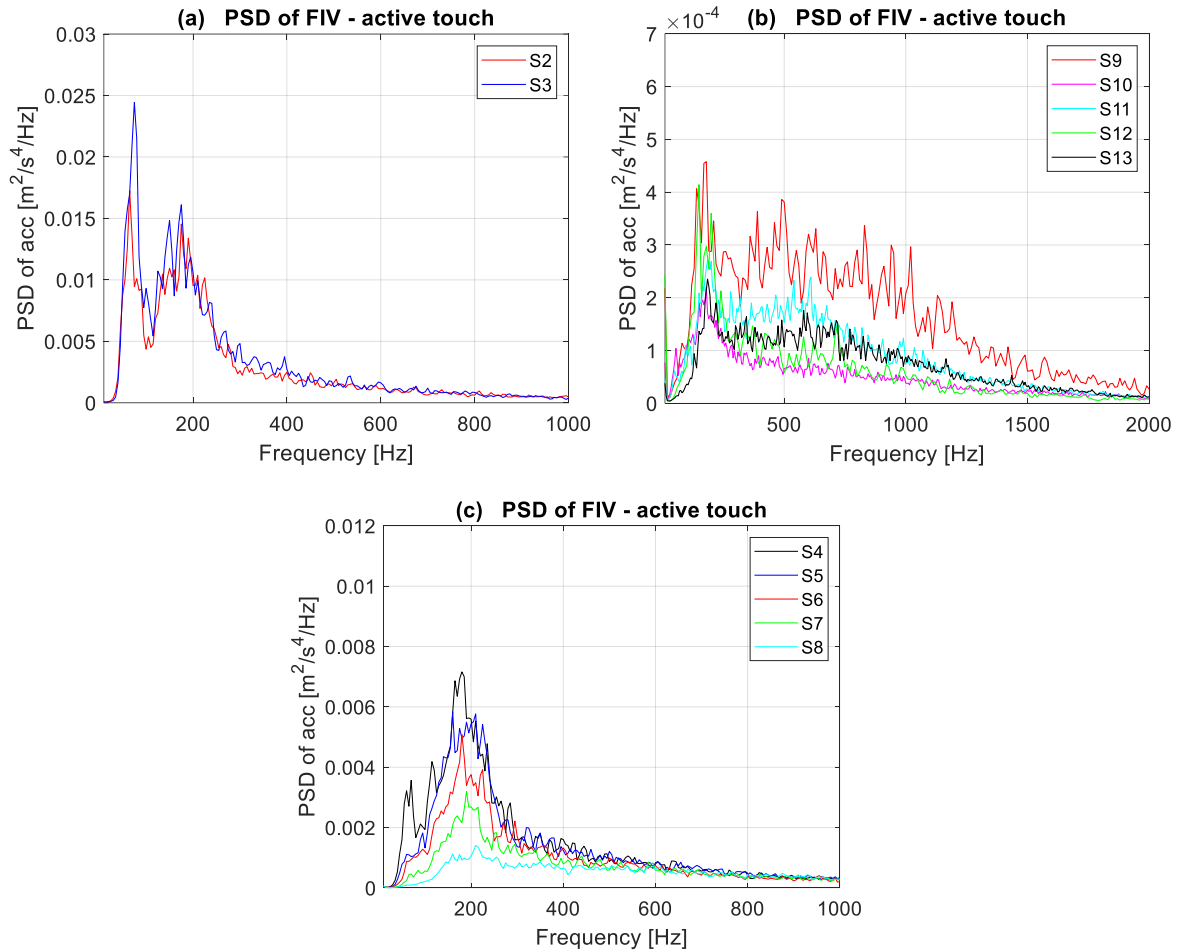 (a) PSD of FIV - active touch
0.03
0.025
0.02
0.015
0.01
0.005
0
PSD of acc [m²/s⁴/Hz]
200 400 600 800 1000
Frequency [Hz]
S2
S3
×10⁻⁴ (b) PSD of FIV - active touch
7
6
5
4
3
2
1
0
PSD of acc [m²/s⁴/Hz]
500 1000 1500 2000
Frequency [Hz]
S9
S10
S11
S12
S13
(c) PSD of FIV - active touch
0.012
0.01
0.008
0.006
0.004
0.002
0
PSD of acc [m²/s⁴/Hz]
200 400 600 800 1000
Frequency [Hz]
S4
S5
S6
S7
S8